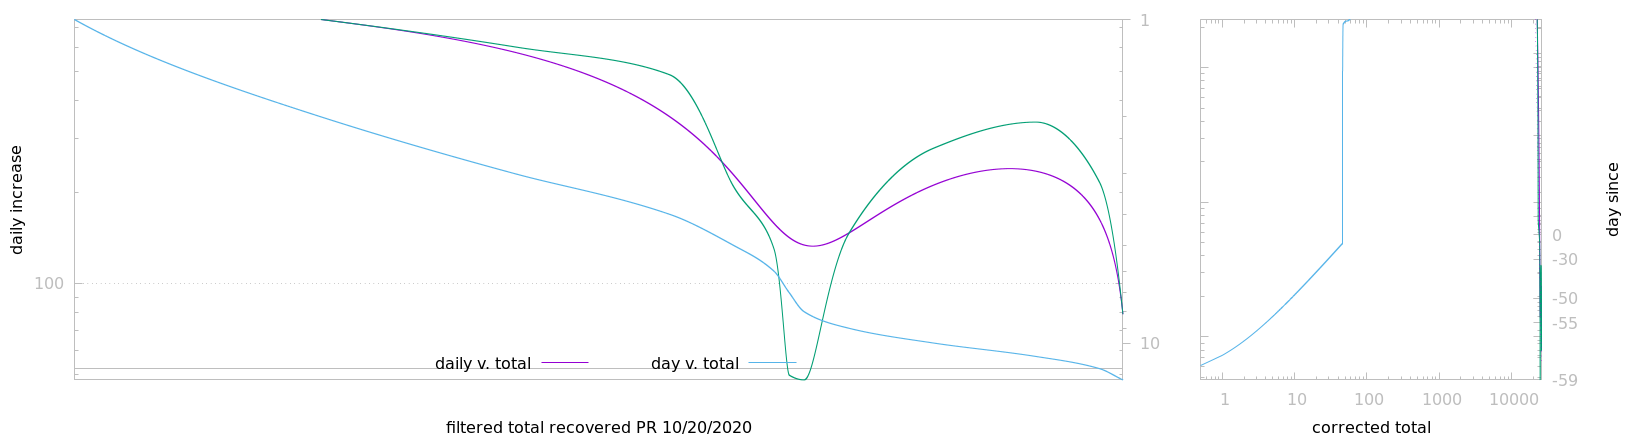 daily increase
100
daily v. total
day v. total
1
10
filtered total recovered PR 10/20/2020
day since
0
-30
-50
-55
-59
1
10
100
1000
10000
corrected total